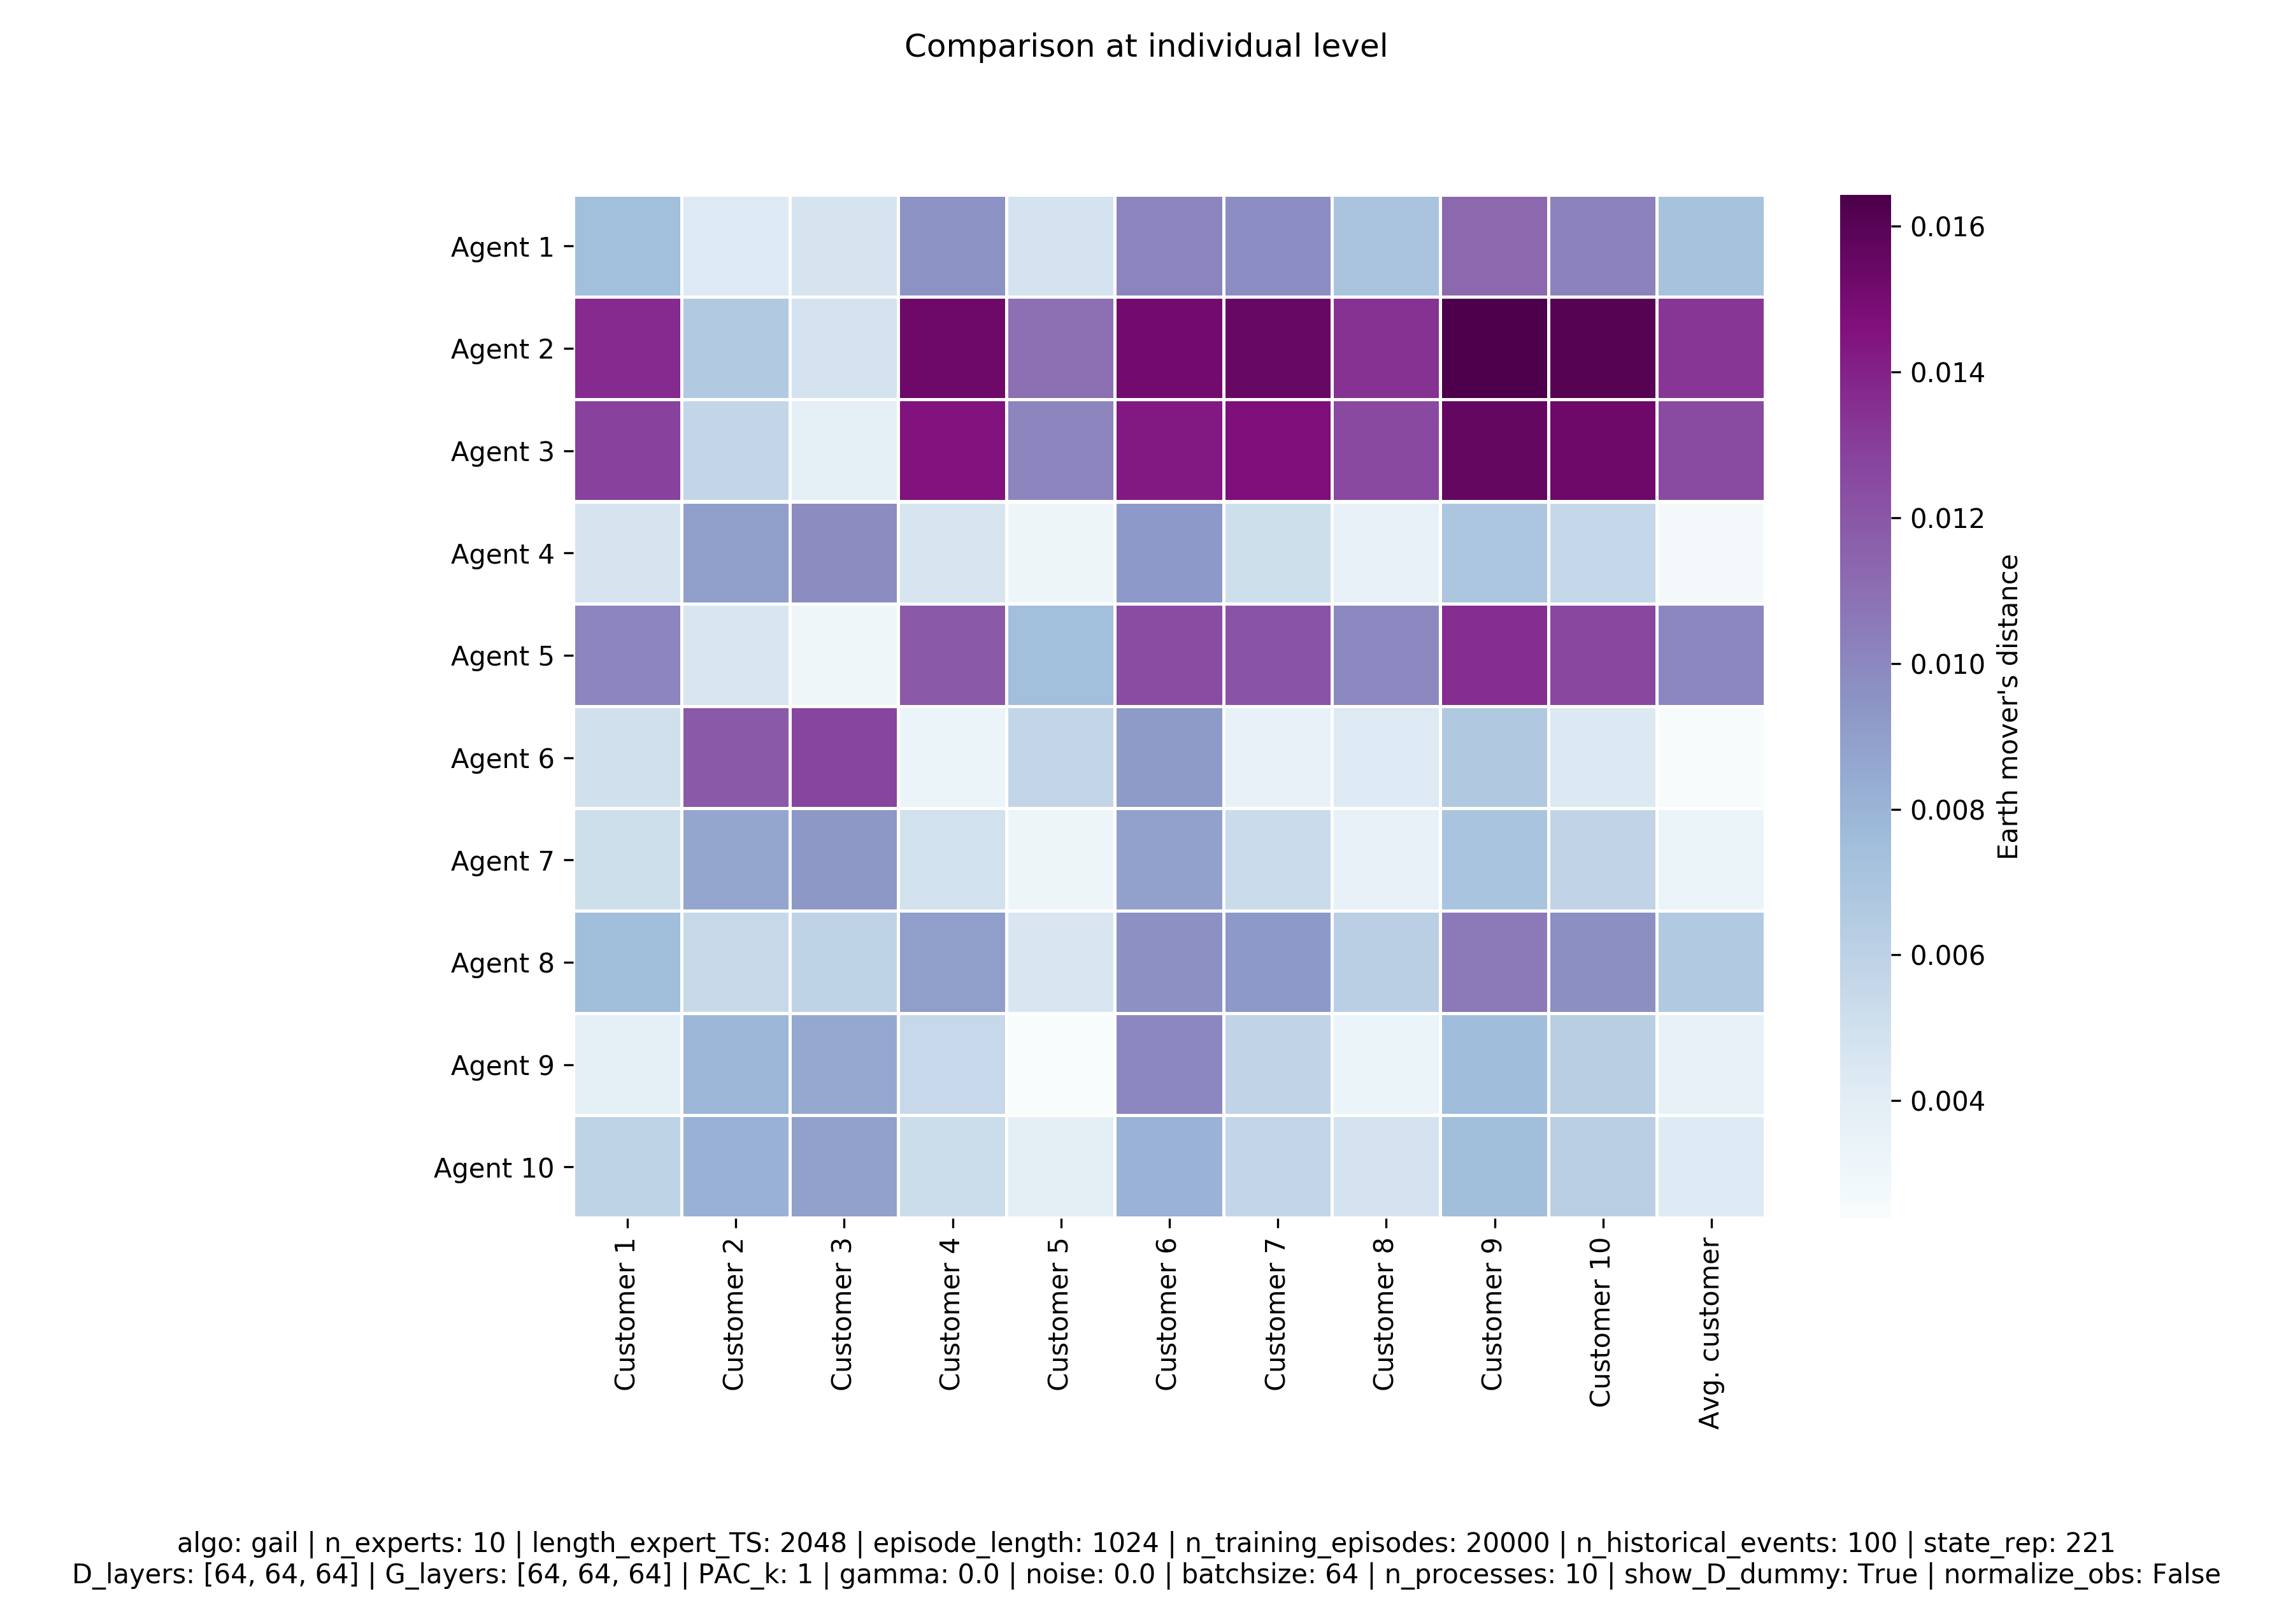 Comparison at individual level
Agent 1
Agent 2
Agent 3
Agent 4
Agent 5
Agent 6
Agent 7
Agent 8
Agent 9
Agent 10
Customer 1
Customer 2
Customer 3
Customer 4
Customer 5
Customer 6
Customer 7
Customer 8
Customer 9
Customer 10
Avg. customer
0.016
0.014
0.012
0.010
0.008
0.006
0.004
Earth mover's distance
algo: gail | n_experts: 10 | length_expert_TS: 2048 | episode_length: 1024 | n_training_episodes: 20000 | n_historical_events: 100 | state_rep: 221
D_layers: [64, 64, 64] | G_layers: [64, 64, 64] | PAC_k: 1 | gamma: 0.0 | noise: 0.0 | batchsize: 64 | n_processes: 10 | show_D_dummy: True | normalize_obs: False